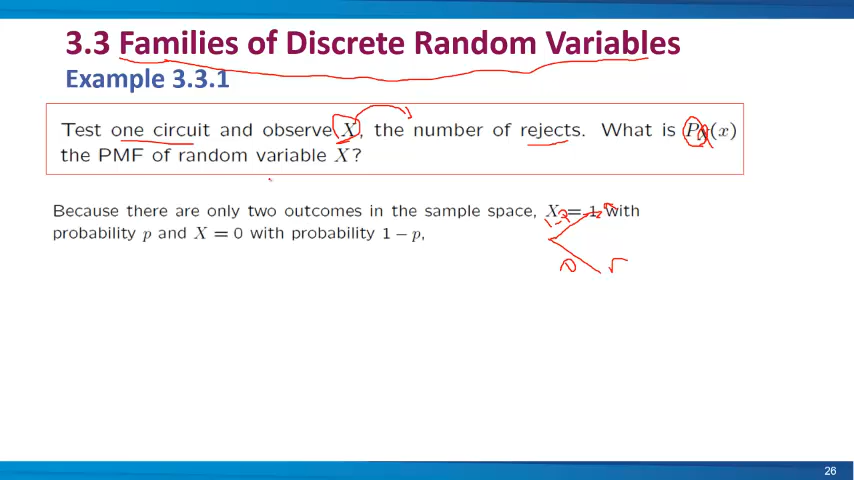 3.3 Families of Discrete Random Variables
Example 3.3.1
Test one circuit and observe X, the number of rejects. What is P_X(x)
the PMF of random variable X?
Because there are only two outcomes in the sample space, X = 1 with
probability p and X = 0 with probability 1 − p,
1-p
r
26